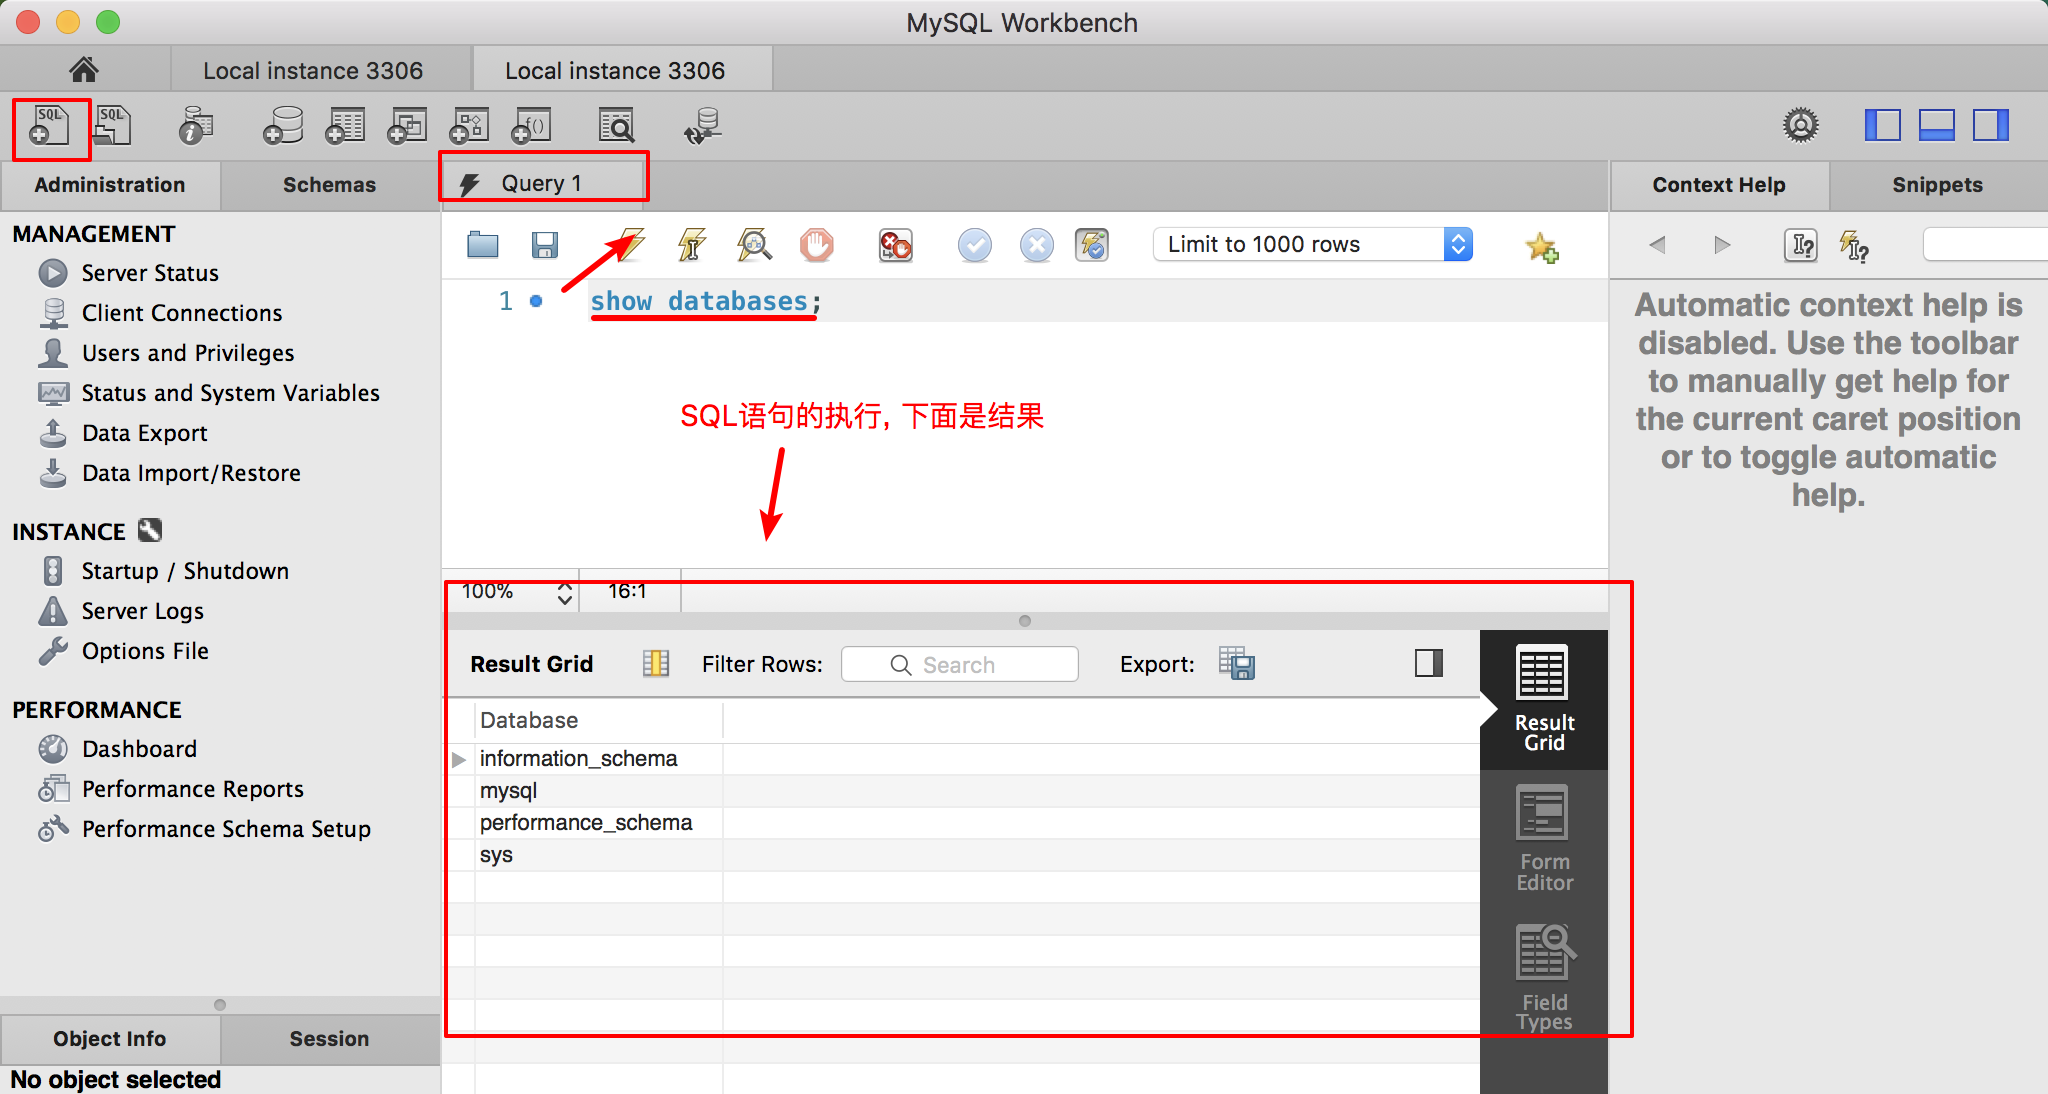 MySQL Workbench
Local instance 3306
Local instance 3306
SQL
SQL
Administration
Schemas
Query 1
Context Help
Snippets
MANAGEMENT
Server Status
Client Connections
Users and Privileges
Status and System Variables
Data Export
Data Import/Restore
INSTANCE
Startup / Shutdown
Server Logs
Options File
PERFORMANCE
Dashboard
Performance Reports
Performance Schema Setup
Object Info
Session
No object selected
Limit to 1000 rows
1
show databases;
SQL语句的执行, 下面是结果
100%
16:1
Result Grid
Filter Rows:
Search
Export:
Database
information_schema
mysql
performance_schema
sys
Result
Grid
Form
Editor
Field
Types
Automatic context help is
disabled. Use the toolbar
to manually get help for
the current caret position
or to toggle automatic
help.